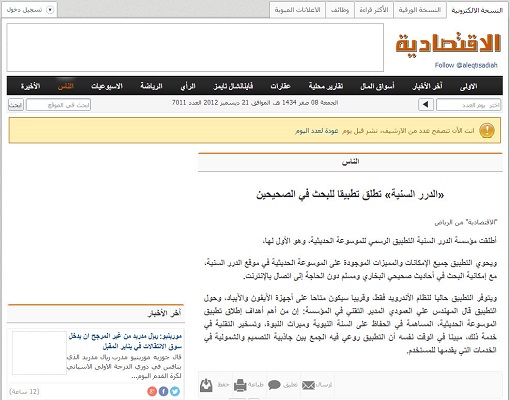 النسخة الالكترونية
النسخة الورقية
الأكثر قراءة
وظائف
الاعلانات المبوبة
تسجيل دخول
الاقتصادية
Follow @aleqtisadiah
الاولى
آخر الأخبار
أسواق المال
تقارير محلية
عقارات
فاينانشال تايمز
الرأي
الرياضة
الاسبوعيات
الناس
الأخيرة
اختر يوم العدد
الجمعة 08 صفر 1434 هـ. الموافق 21 ديسمبر 2012 العدد 7011
ابحث في الموقع
ابحث
انت الآن تتصفح عدد من الارشيف، نشر قبل يوم. عودة لعدد اليوم
الناس
«الدرر السنية» تطلق تطبيقا للبحث في الصحيحين
"الاقتصادية" من الرياض
أطلقت مؤسسة الدرر السنية التطبيق الرسمي للموسوعة الحديثية، وهو الأول لها.
ويحوي التطبيق جميع الإمكانات والمميزات الموجودة على الموسوعة الحديثية في موقع الدرر السنية،
مع إمكانية البحث في أحاديث صحيحي البخاري ومسلم دون الحاجة إلى اتصال بالإنترنت.
ويتوفر التطبيق حاليا لنظام الأندرويد فقط، وقريبا سيكون متاحا على أجهزة الأيفون والآيباد، وحول
التطبيق قال المهندس علي العمودي المدير التقني في المؤسسة: إن من أهم أهداف إطلاق تطبيق
الموسوعة الحديثية، المساهمة في الحفاظ على السنة النبوية وميراث النبوة، وتسخير التقنية في
خدمة ذلك، مبينا في الوقت نفسه أن التطبيق روعي فيه الجمع بين جاذبية التصميم والشمولية في
الخدمات التي يقدمها للمستخدم.
إرسال
تعليق
طباعة
حفظ
آخر الأخبار
مورينيو: ريال مدريد من غير المرجح أن يدخل
سوق الانتقالات في يناير المقبل
قال جوزيه مورينيو مدرب ريال مدريد الذي
ينافس في دوري الدرجة الأولى الأسباني
لكرة القدم اليوم...
(12 ساعة)